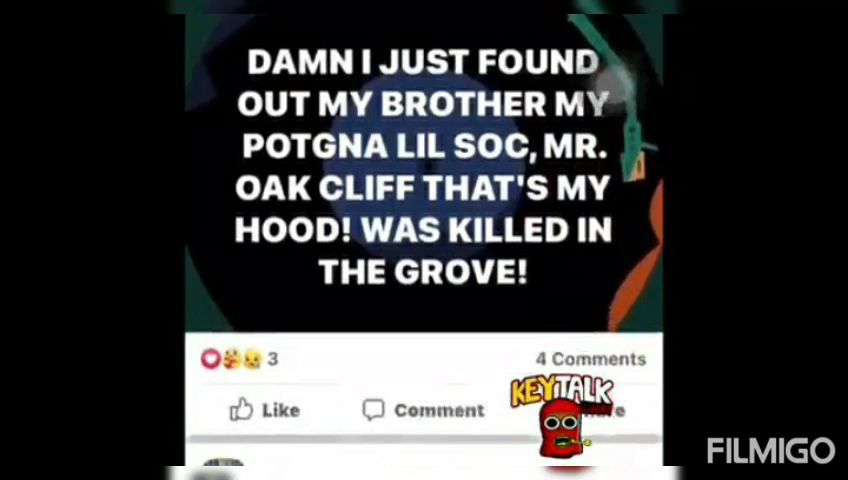 DAMN I JUST FOUND
OUT MY BROTHER MY
POTGNA LIL SOC, MR.
OAK CLIFF THAT'S MY
HOOD! WAS KILLED IN
THE GROVE!
3
4 Comments
Like
Comment
KEYTALK
FILMIGO